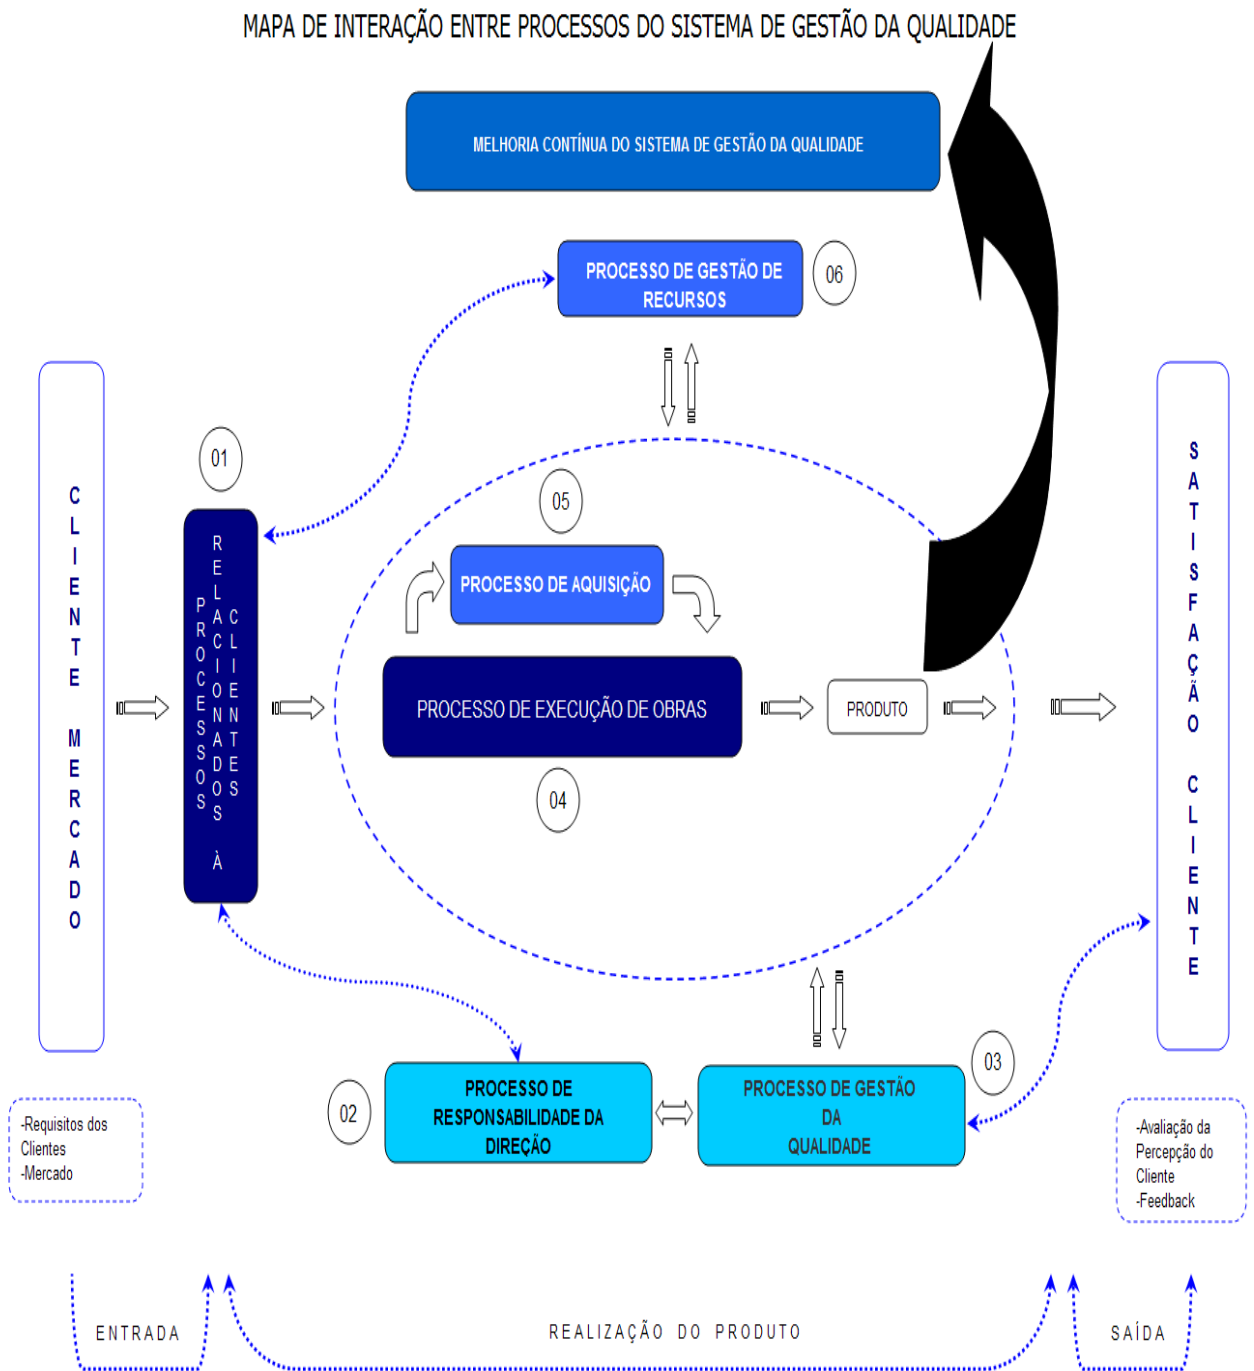 MAPA DE INTERAÇÃO ENTRE PROCESSOS DO SISTEMA DE GESTÃO DA QUALIDADE
MELHORIA CONTÍNUA DO SISTEMA DE GESTÃO DA QUALIDADE
PROCESSO DE GESTÃO DE
RECURSOS
06
CLIENTE MERCADO
01
PROCESSOS
RELACIONADOS À
CLIENTES
05
PROCESSO DE AQUISIÇÃO
PROCESSO DE EXECUÇÃO DE OBRAS
04
PRODUTO
SATISFAÇÃO CLIENTE
02
PROCESSO DE
RESPONSABILIDADE DA
DIREÇÃO
PROCESSO DE GESTÃO
DA
QUALIDADE
03
-Requisitos dos
Clientes
-Mercado
-Avaliação da
Percepção do
Cliente
-Feedback
ENTRADA
REALIZAÇÃO DO PRODUTO
SAÍDA